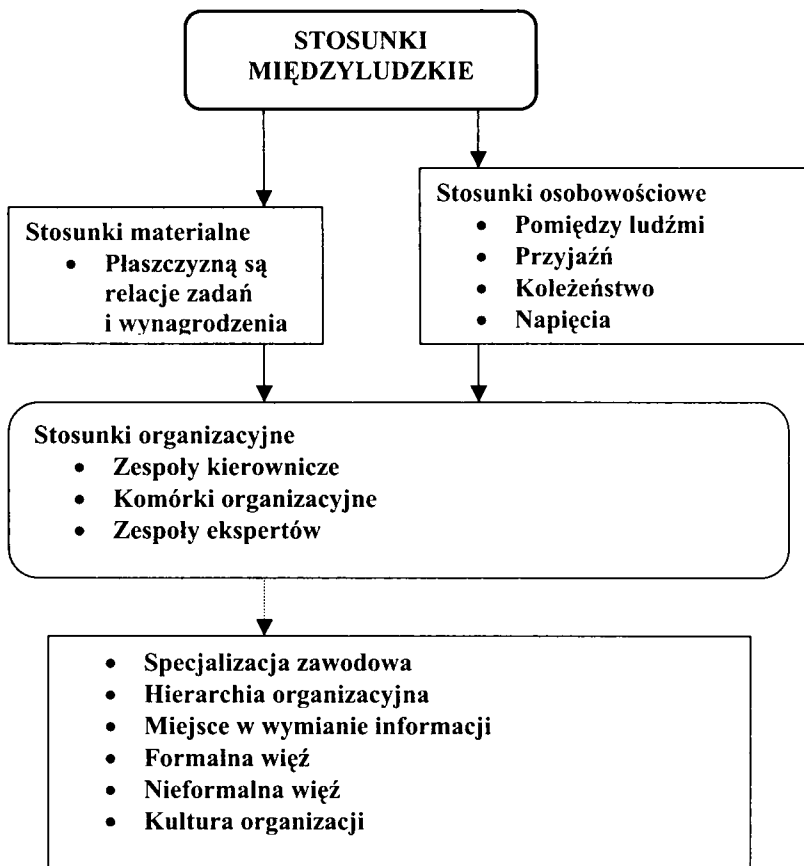 STOSUNKI
MIĘDZYLUDZKIE
Stosunki materialne
• Płaszczyzną są
relacje zadań
i wynagrodzenia
Stosunki osobowościowe
• Pomiędzy ludźmi
• Przyjaźń
• Koleżeństwo
• Napięcia
Stosunki organizacyjne
• Zespoły kierownicze
• Komórki organizacyjne
• Zespoły ekspertów
• Specjalizacja zawodowa
• Hierarchia organizacyjna
• Miejsce w wymianie informacji
• Formalna więź
• Nieformalna więź
• Kultura organizacji